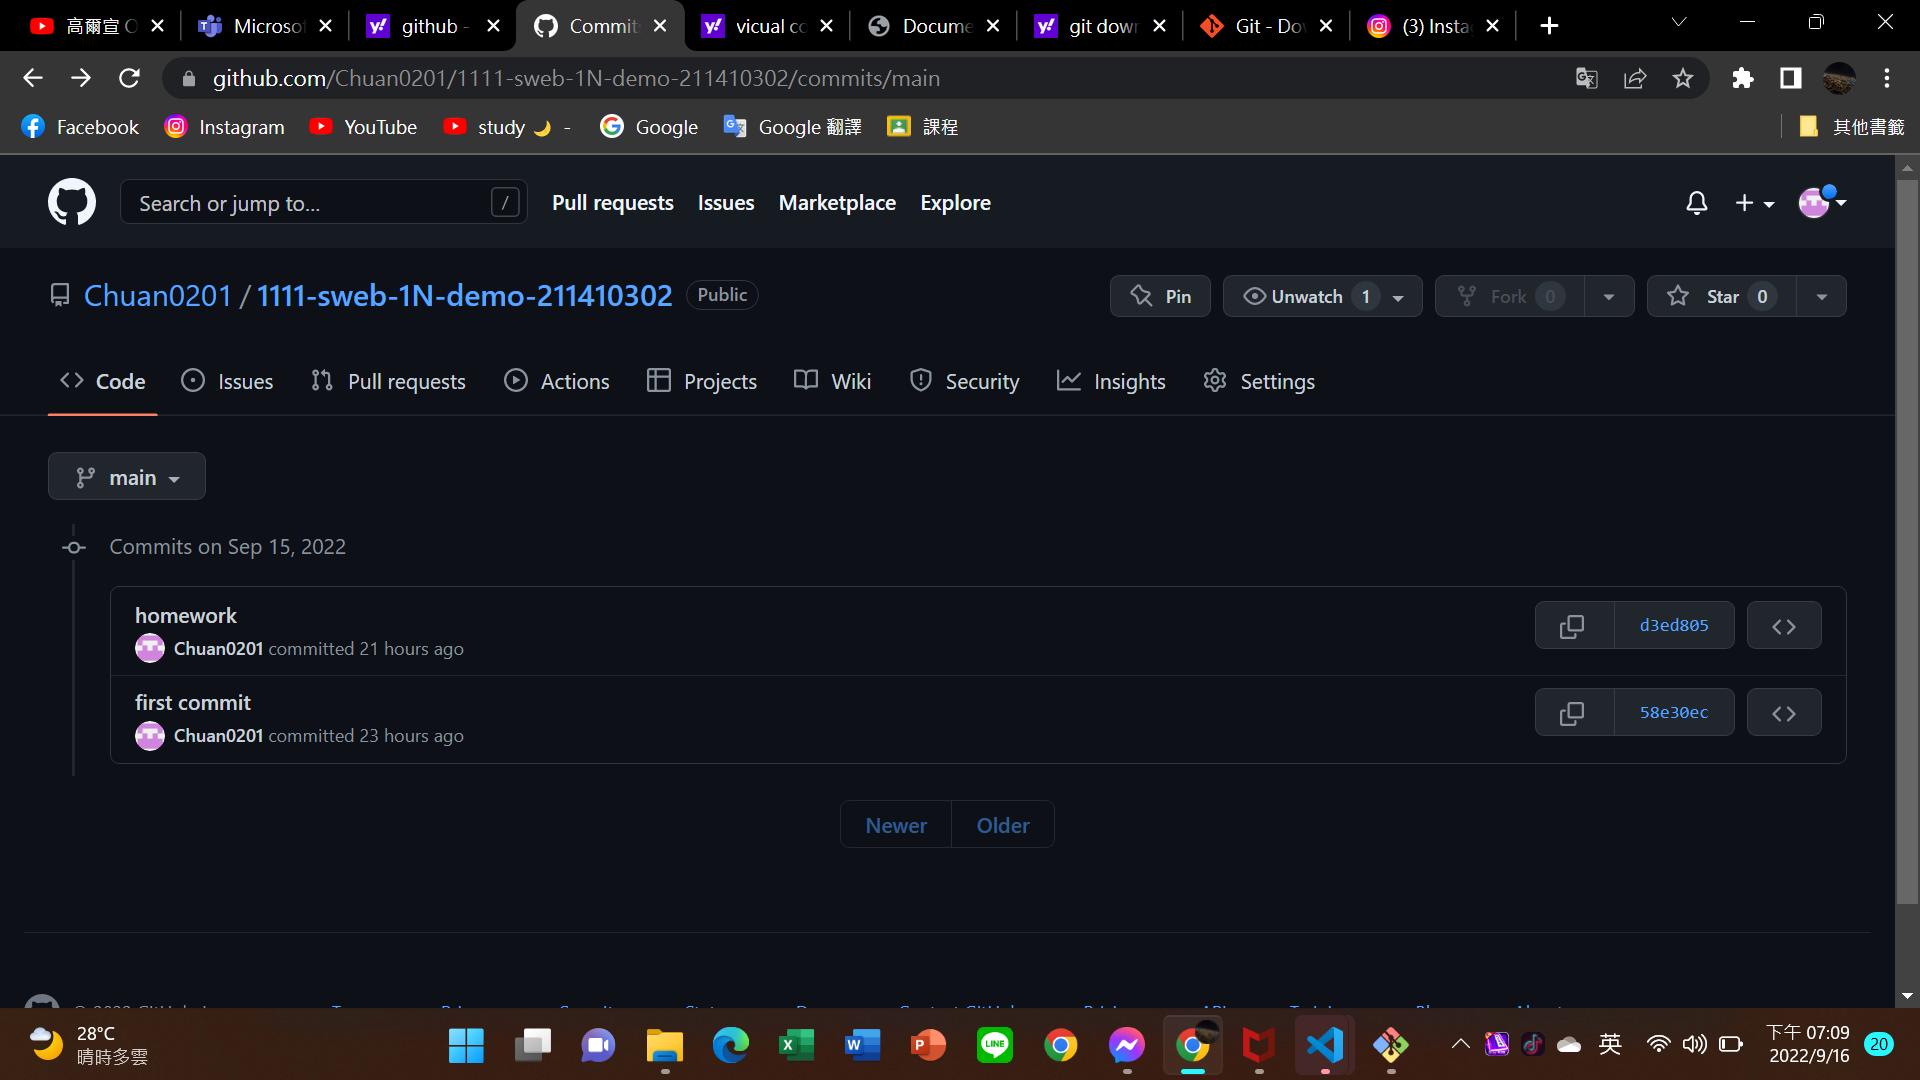 高爾宣 O
Microsof
github -
Commit
vicual co
Docume
git dow
Git - Do
(3) Insta
github.com/Chuan0201/1111-sweb-1N-demo-211410302/commits/main
Facebook
Instagram
YouTube
study 🌙 -
Google
Google 翻譯
課程
其他書籤
Search or jump to...
/
Pull requests
Issues
Marketplace
Explore
Chuan0201 / 1111-sweb-1N-demo-211410302
Public
Pin
Unwatch 1
Fork 0
Star 0
Code
Issues
Pull requests
Actions
Projects
Wiki
Security
Insights
Settings
main
Commits on Sep 15, 2022
homework
Chuan0201 committed 21 hours ago
d3ed805
first commit
Chuan0201 committed 23 hours ago
58e30ec
Newer
Older
28°C
晴時多雲
LINE
英
下午 07:09
2022/9/16
20